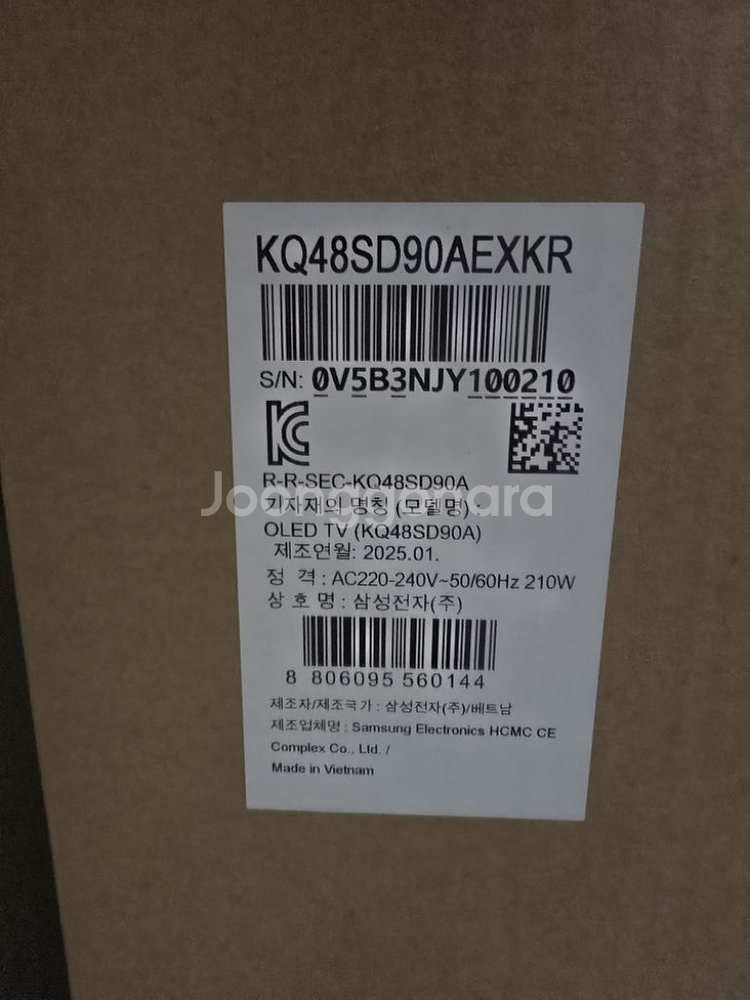 KQ48SD90AEXKR
S/N: 0V5B3NJY100210
R-R-SEC-KQ48SD90A
Joonggonara
기자재의 명칭 (모델명) :
OLED TV (KQ48SD90A)
제조연월: 2025.01.
정 격 : AC220-240V~50/60Hz 210W
상 호 명 : 삼성전자(주)
8 806095 560144
제조자/제조국가 : 삼성전자(주)/베트남
제조업체명 : Samsung Electronics HCMC CE
Complex Co., Ltd. /
Made in Vietnam